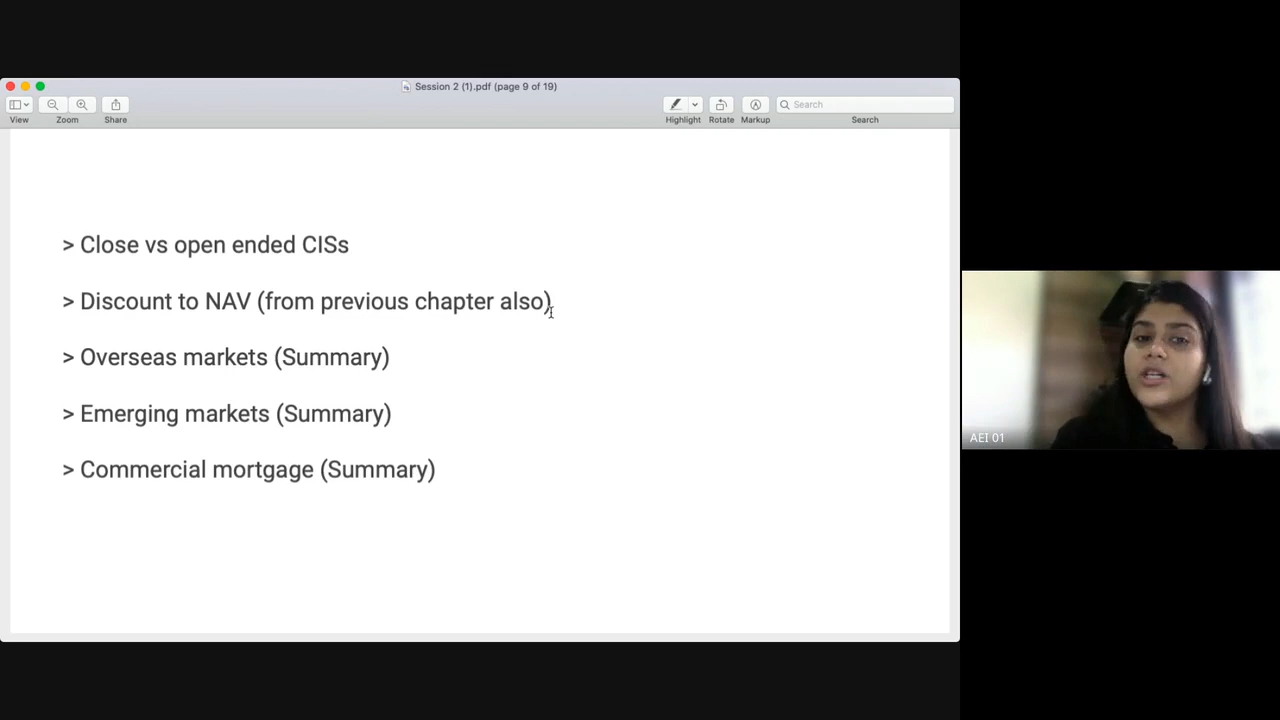 Session 2 (1).pdf (page 9 of 19)
View
Zoom
Share
Highlight
Rotate
Markup
Search
Search
> Close vs open ended CISs
> Discount to NAV (from previous chapter also)
> Overseas markets (Summary)
> Emerging markets (Summary)
> Commercial mortgage (Summary)
AEI 01